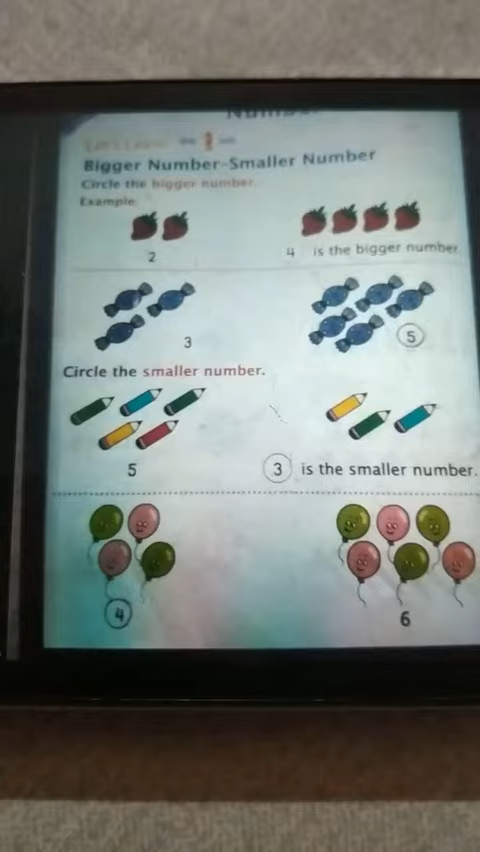 Number
Bigger Number-Smaller Number
Circle the bigger number.
Example:
2
4 is the bigger number
3
5
Circle the smaller number.
5
3 is the smaller number.
4
6